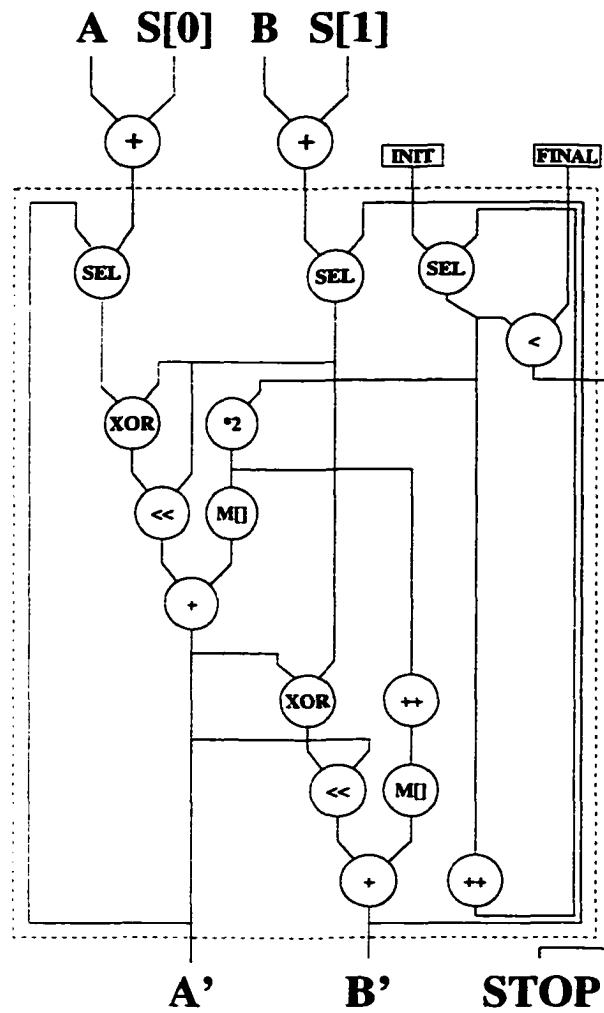 A S[0] B S[1]
+ +
INIT FINAL
SEL SEL SEL
<
XOR *2
<< M[]
+
XOR ++
<< M[]
+ ++
A' B' STOP